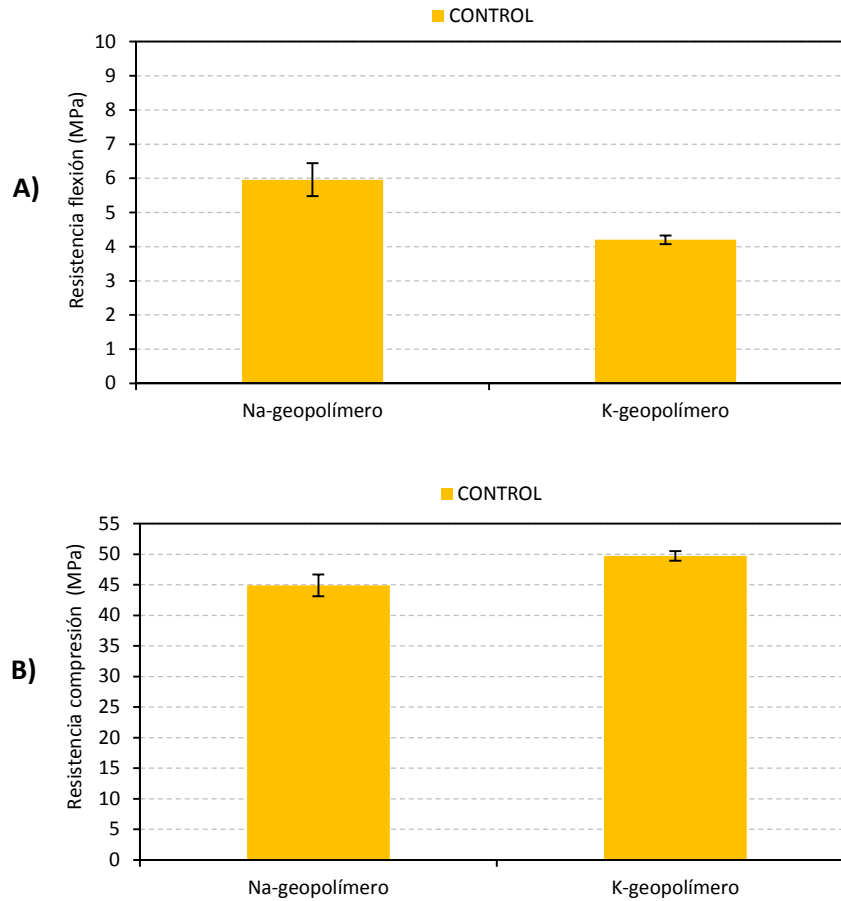 CONTROL
10
9
8
7
6
5
4
3
2
1
0
Resistencia flexión (MPa)
A)
Na-geopolímero K-geopolímero
CONTROL
55
50
45
40
35
30
25
20
15
10
5
0
Resistencia compresión (MPa)
B)
Na-geopolímero K-geopolímero